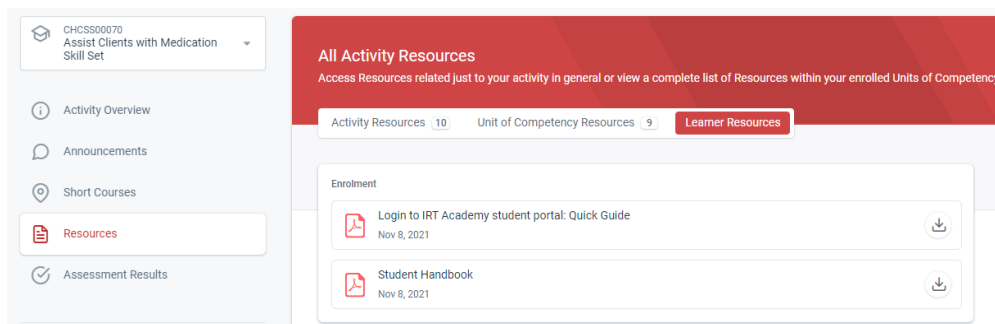 CHCSS00070
Assist Clients with Medication
Skill Set
Activity Overview
Announcements
Short Courses
Resources
Assessment Results
All Activity Resources
Access Resources related just to your activity in general or view a complete list of Resources within your enrolled Units of Competency
Activity Resources 10 Unit of Competency Resources 9 Learner Resources
Enrolment
Login to IRT Academy student portal: Quick Guide
Nov 8, 2021
Student Handbook
Nov 8, 2021